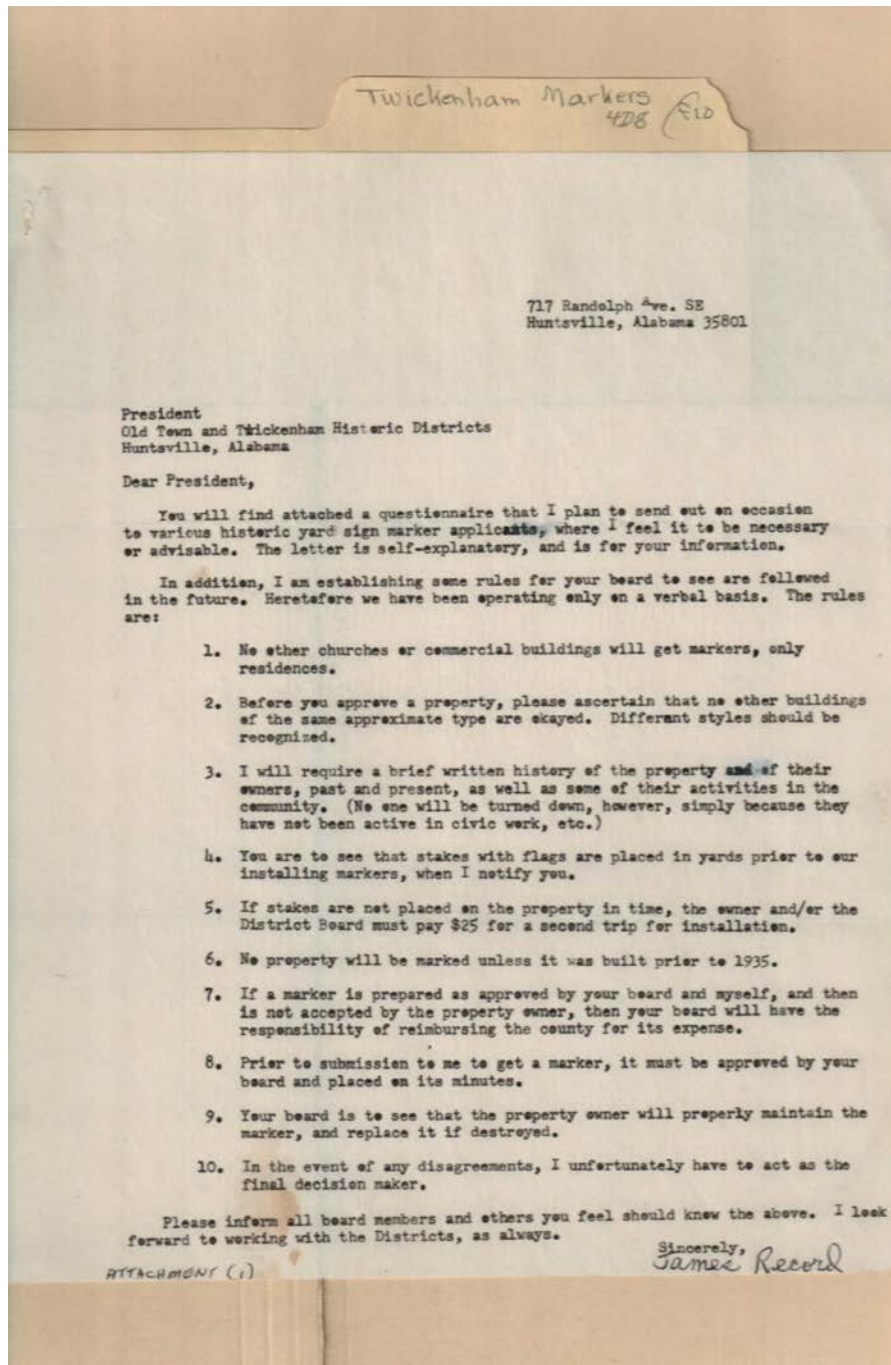 Twickenham Markers
4D8 F10
717 Randolph Ave. SE
Huntsville, Alabama 35801
President
Old Town and Twickenham Historic Districts
Huntsville, Alabama
Dear President,
You will find attached a questionnaire that I plan to send out on occasion
to various historic yard sign marker applicants, where I feel it to be necessary
or advisable. The letter is self-explanatory, and is for your information.
In addition, I am establishing some rules for your board to see are followed
in the future. Heretofore we have been operating only on a verbal basis. The rules
are:
1. No other churches or commercial buildings will get markers, only
residences.
2. Before you approve a property, please ascertain that no other buildings
of the same approximate type are okayed. Different styles should be
recognized.
3. I will require a brief written history of the property and of their
owners, past and present, as well as some of their activities in the
community. (No one will be turned down, however, simply because they
have not been active in civic work, etc.)
4. You are to see that stakes with flags are placed in yards prior to our
installing markers, when I notify you.
5. If stakes are not placed on the property in time, the owner and/or the
District Board must pay $25 for a second trip for installation.
6. No property will be marked unless it was built prior to 1935.
7. If a marker is prepared as approved by your board and myself, and then
is not accepted by the property owner, then your board will have the
responsibility of reimbursing the county for its expense.
8. Prior to submission to me to get a marker, it must be approved by your
board and placed on its minutes.
9. Your board is to see that the property owner will properly maintain the
marker, and replace it if destroyed.
10. In the event of any disagreements, I unfortunately have to act as the
final decision maker.
Please inform all board members and others you feel should know the above. I look
forward to working with the Districts, as always.
Sincerely,
James Record
ATTACHMENT (1)